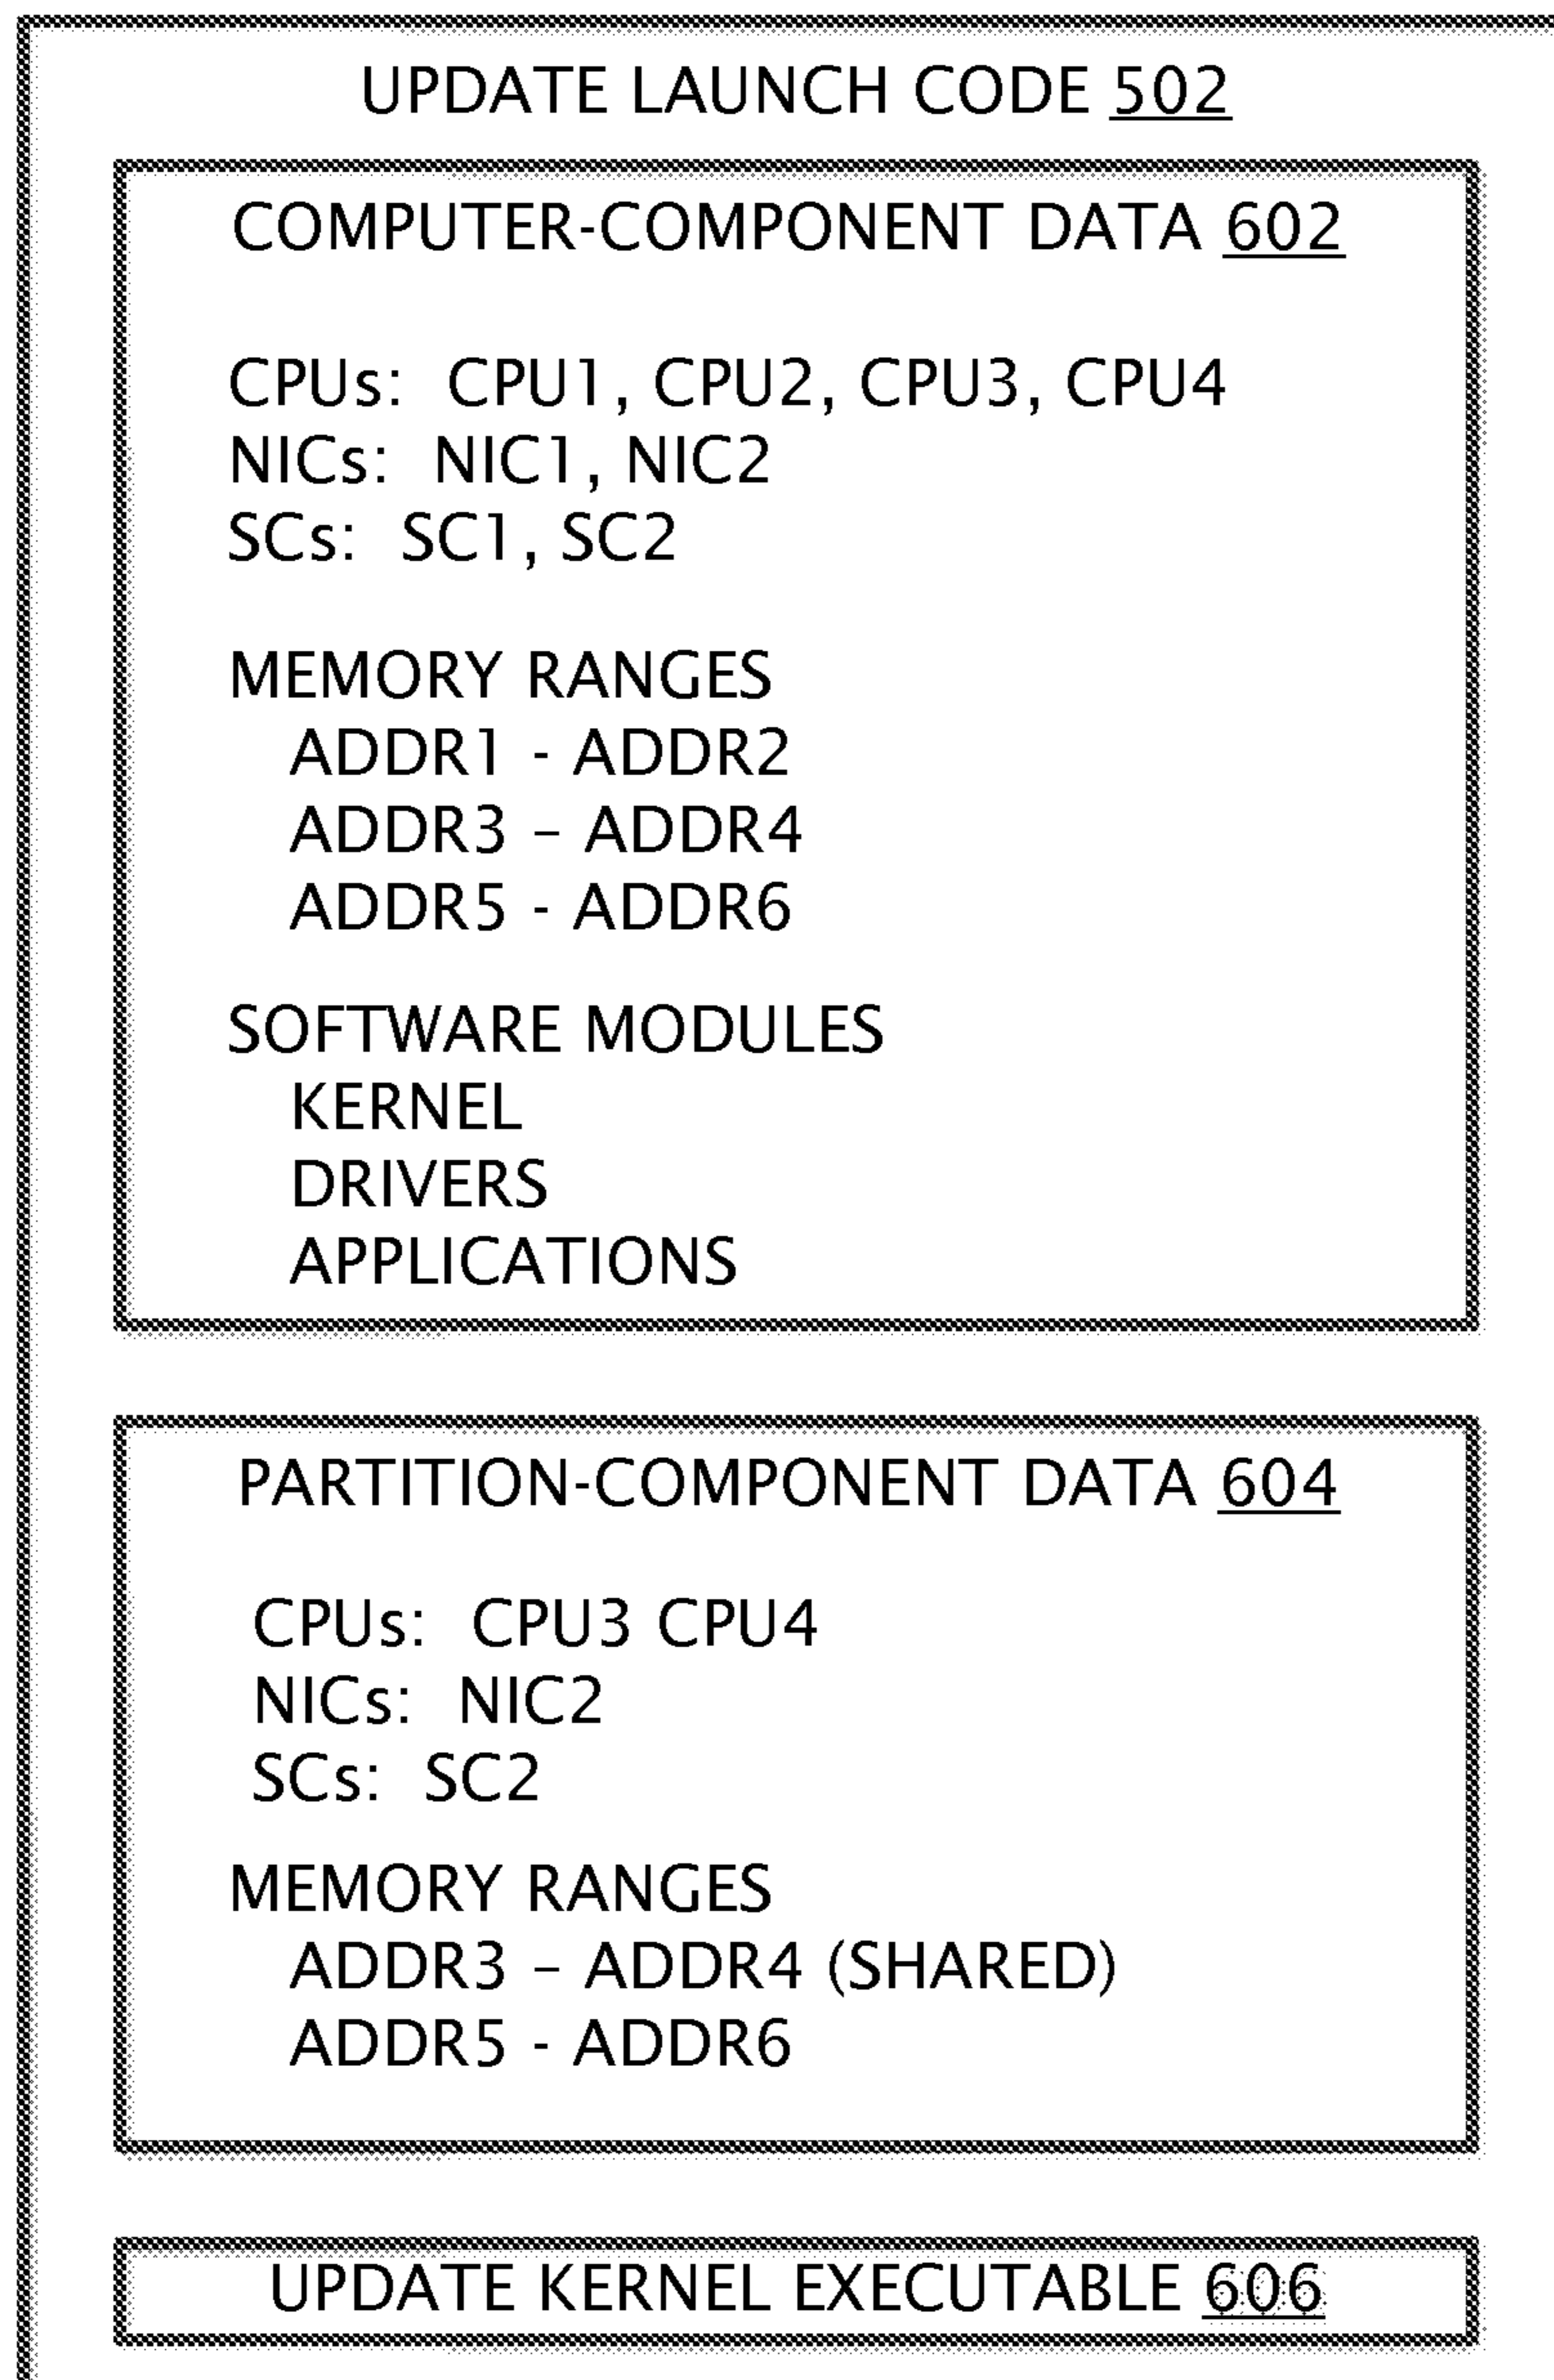 UPDATE LAUNCH CODE 502
COMPUTER-COMPONENT DATA 602
CPUs: CPU1, CPU2, CPU3, CPU4
NICs: NIC1, NIC2
SCs: SC1, SC2
MEMORY RANGES
ADDR1 - ADDR2
ADDR3 – ADDR4
ADDR5 - ADDR6
SOFTWARE MODULES
KERNEL
DRIVERS
APPLICATIONS
PARTITION-COMPONENT DATA 604
CPUs: CPU3 CPU4
NICs: NIC2
SCs: SC2
MEMORY RANGES
ADDR3 – ADDR4 (SHARED)
ADDR5 - ADDR6
UPDATE KERNEL EXECUTABLE 606